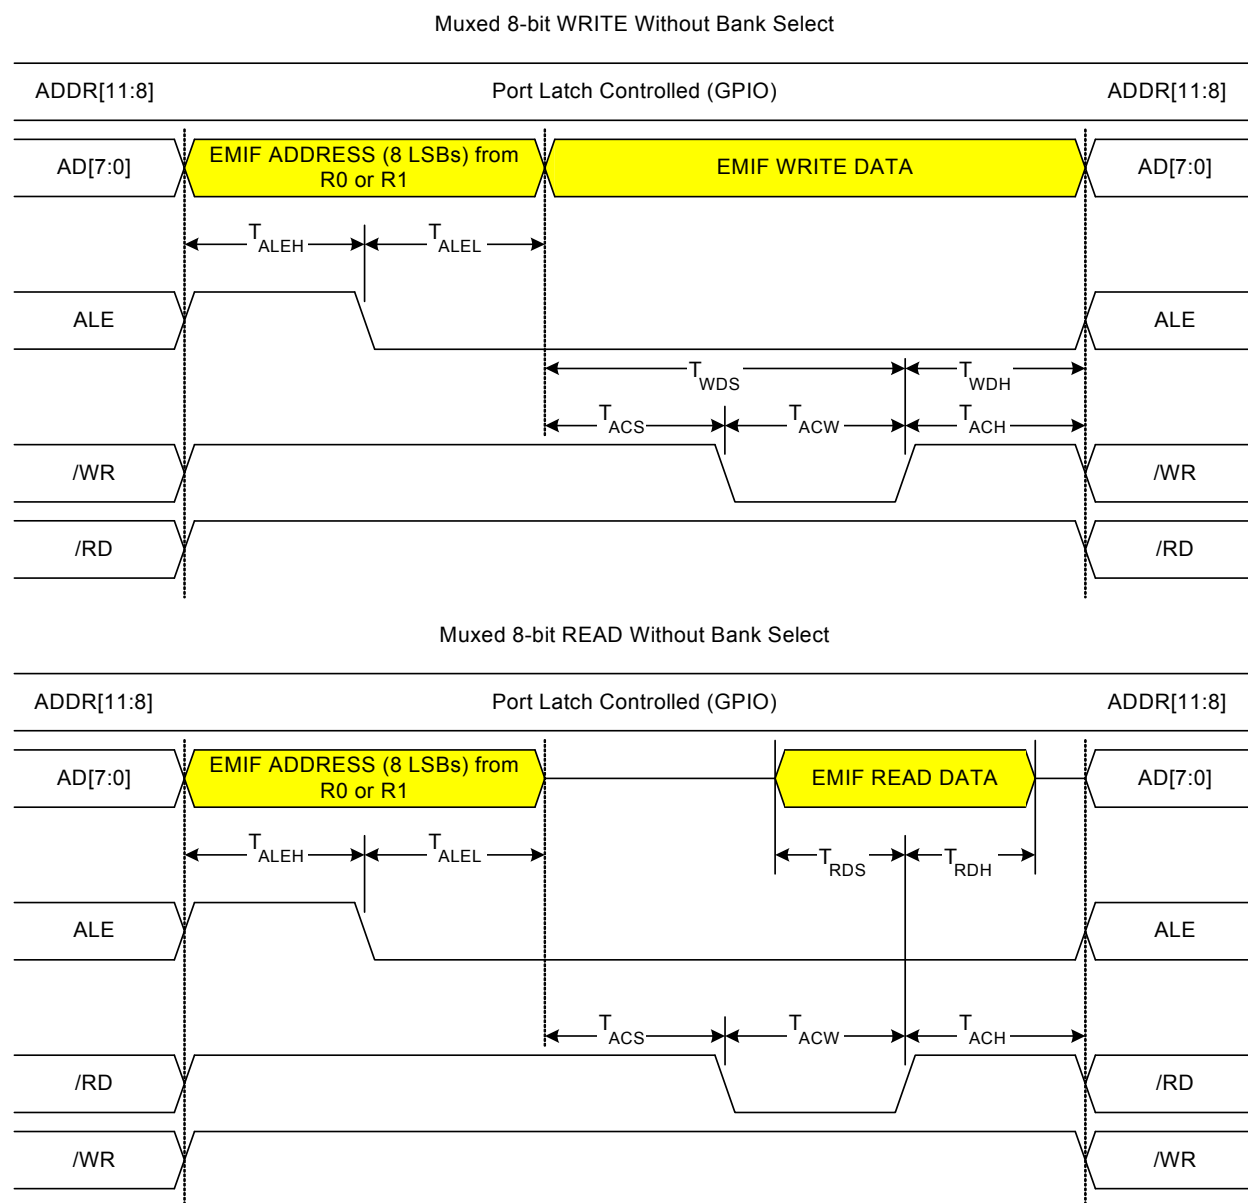 Muxed 8-bit WRITE Without Bank Select
ADDR[11:8] Port Latch Controlled (GPIO) ADDR[11:8]
AD[7:0] EMIF ADDRESS (8 LSBs) from R0 or R1 EMIF WRITE DATA AD[7:0]
TALEH TALEL
ALE ALE
TWDS TWDH
TACS TACW TACH
/WR /WR
/RD /RD
Muxed 8-bit READ Without Bank Select
ADDR[11:8] Port Latch Controlled (GPIO) ADDR[11:8]
AD[7:0] EMIF ADDRESS (8 LSBs) from R0 or R1 EMIF READ DATA AD[7:0]
TALEH TALEL TRDS TRDH
ALE ALE
TACS TACW TACH
/RD /RD
/WR /WR